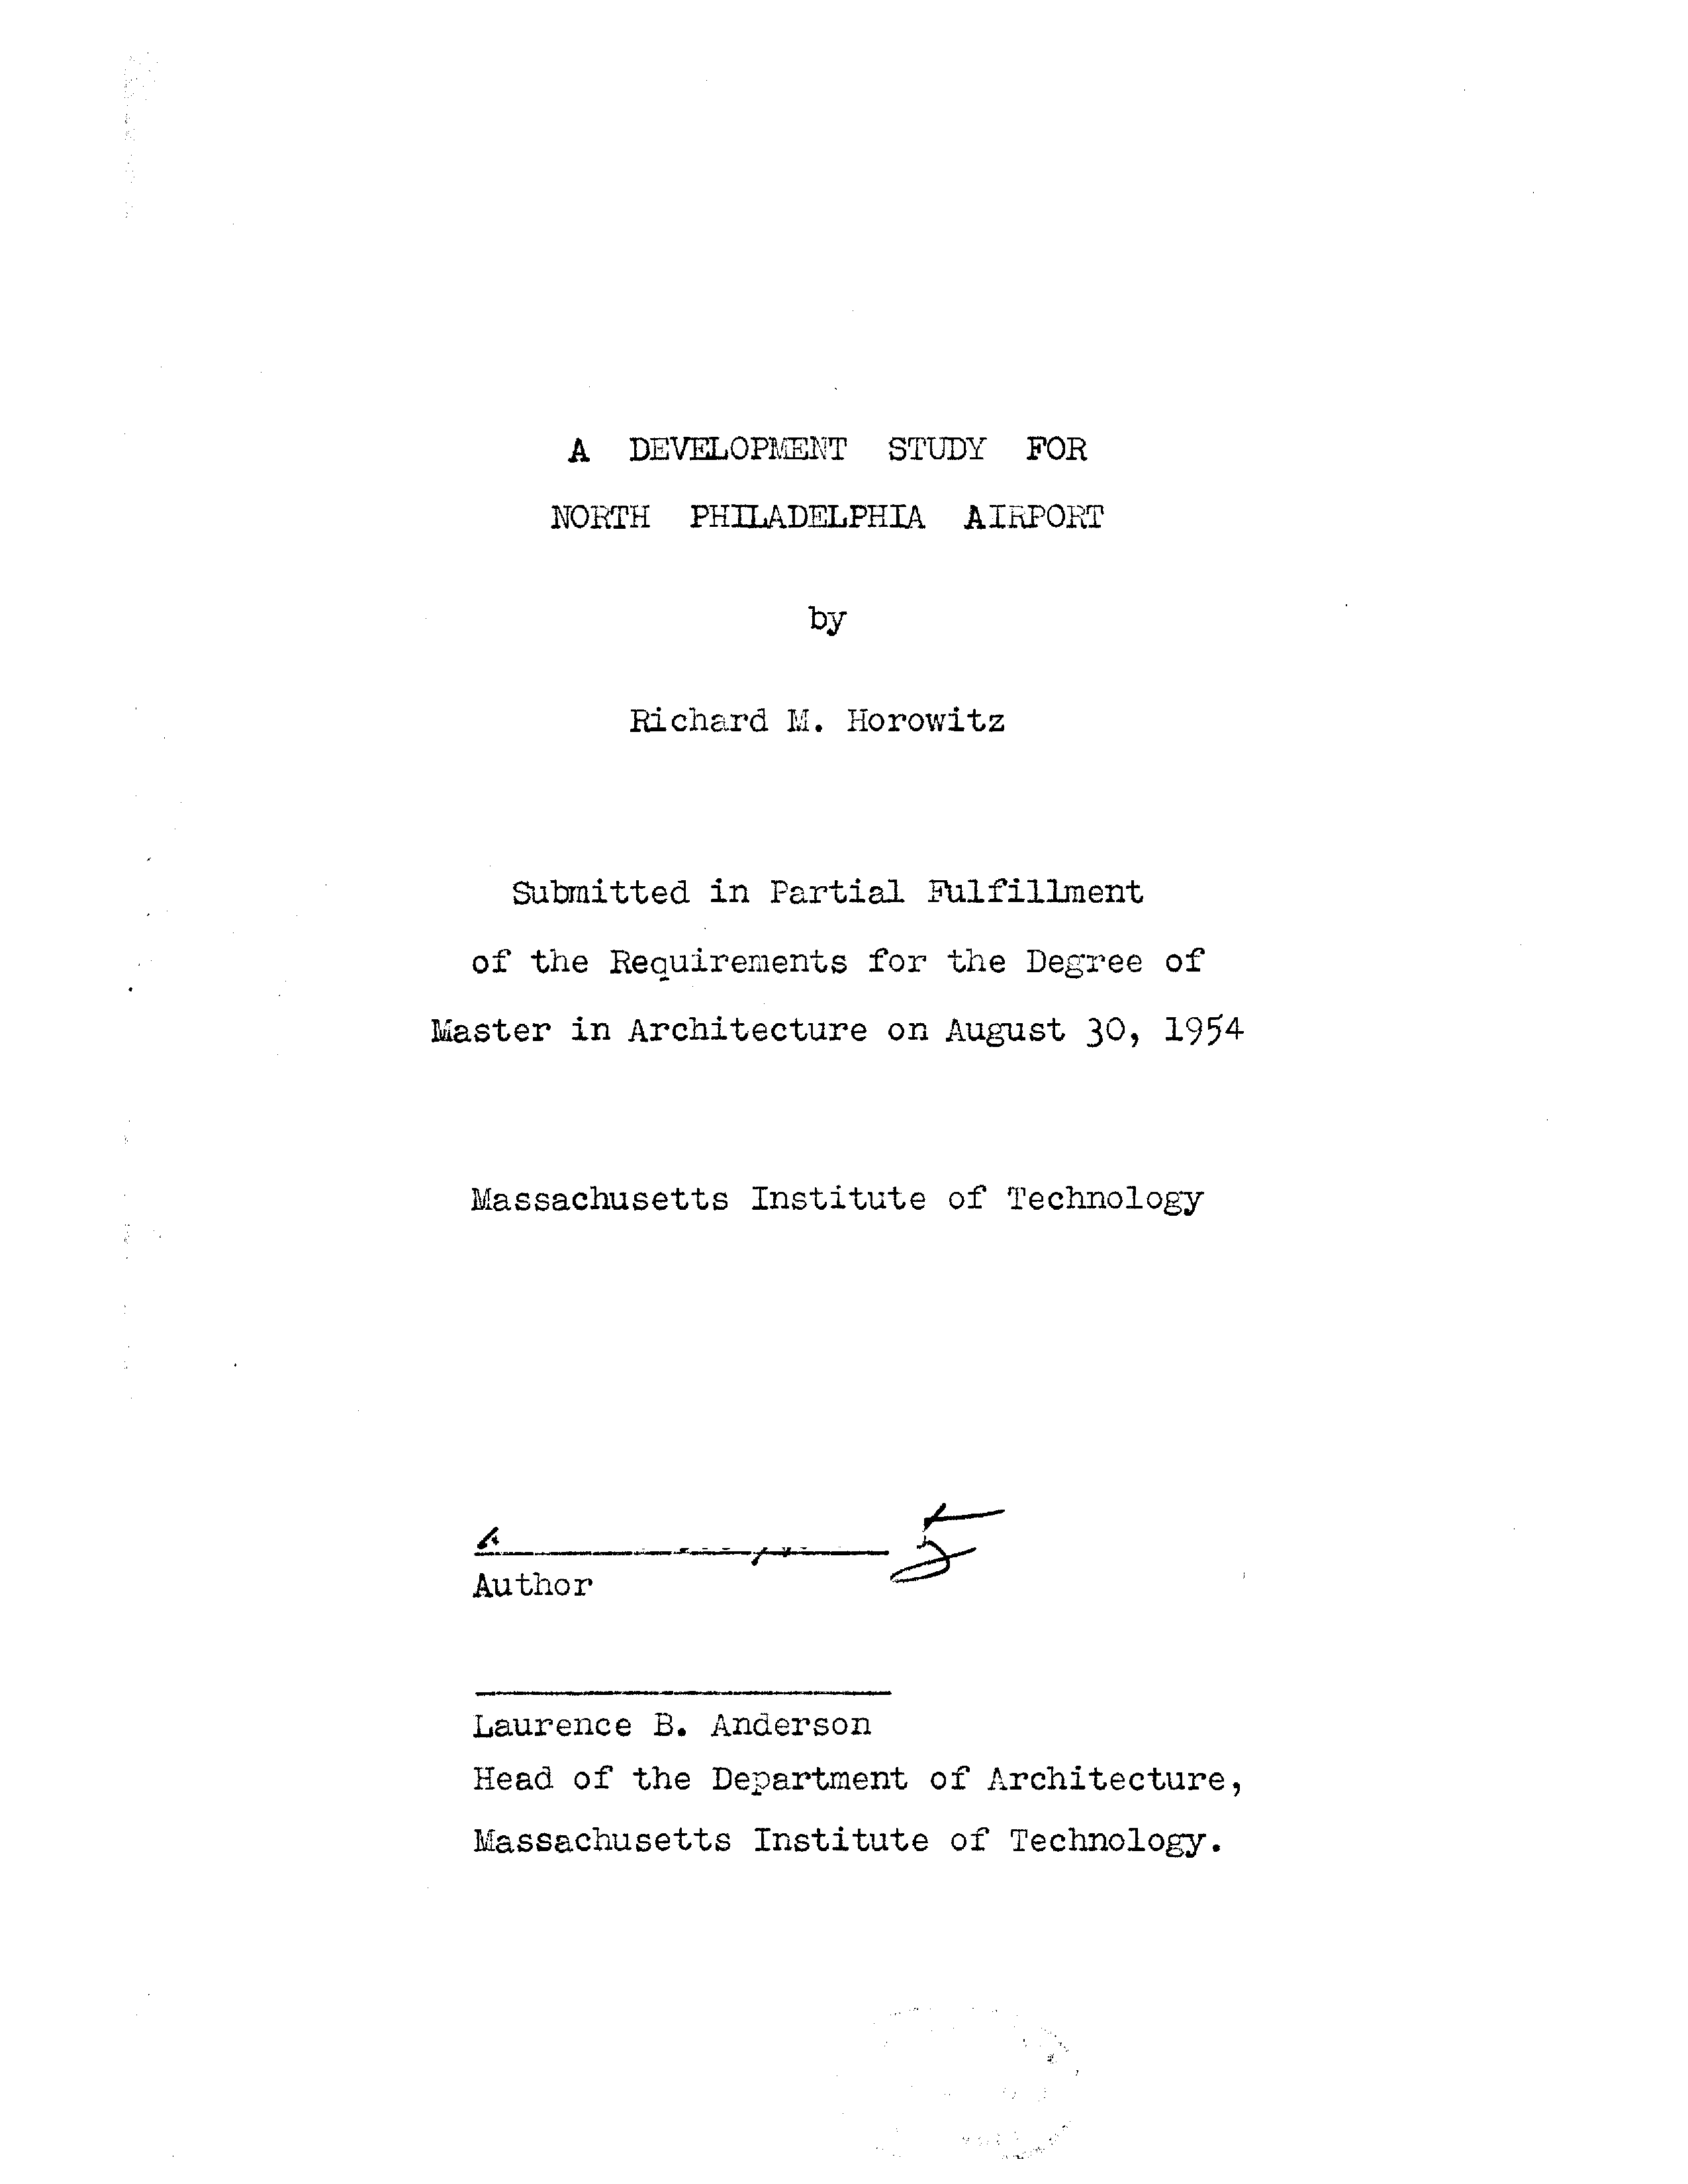 A DEVELOPMENT STUDY FOR
NORTH PHILADELPHIA AIRPORT
by
Richard M. Horowitz
Submitted in Partial Fulfillment
of the Requirements for the Degree of
Master in Architecture on August 30, 1954
Massachusetts Institute of Technology
Author
Laurence B. Anderson
Head of the Department of Architecture,
Massachusetts Institute of Technology.